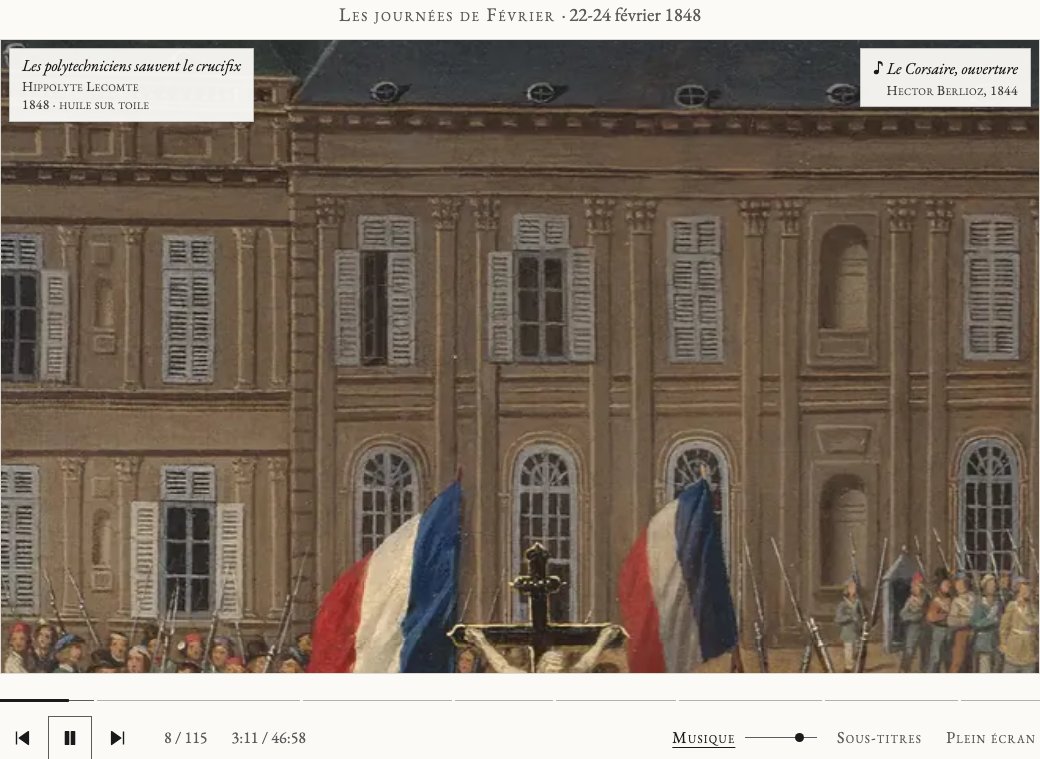 Les journées de Février · 22-24 février 1848
Les polytechniciens sauvent le crucifix
Hippolyte Lecomte
1848 · huile sur toile
♪ Le Corsaire, ouverture
Hector Berlioz, 1844
8 / 115 3:11 / 46:58 Musique Sous-titres Plein écran